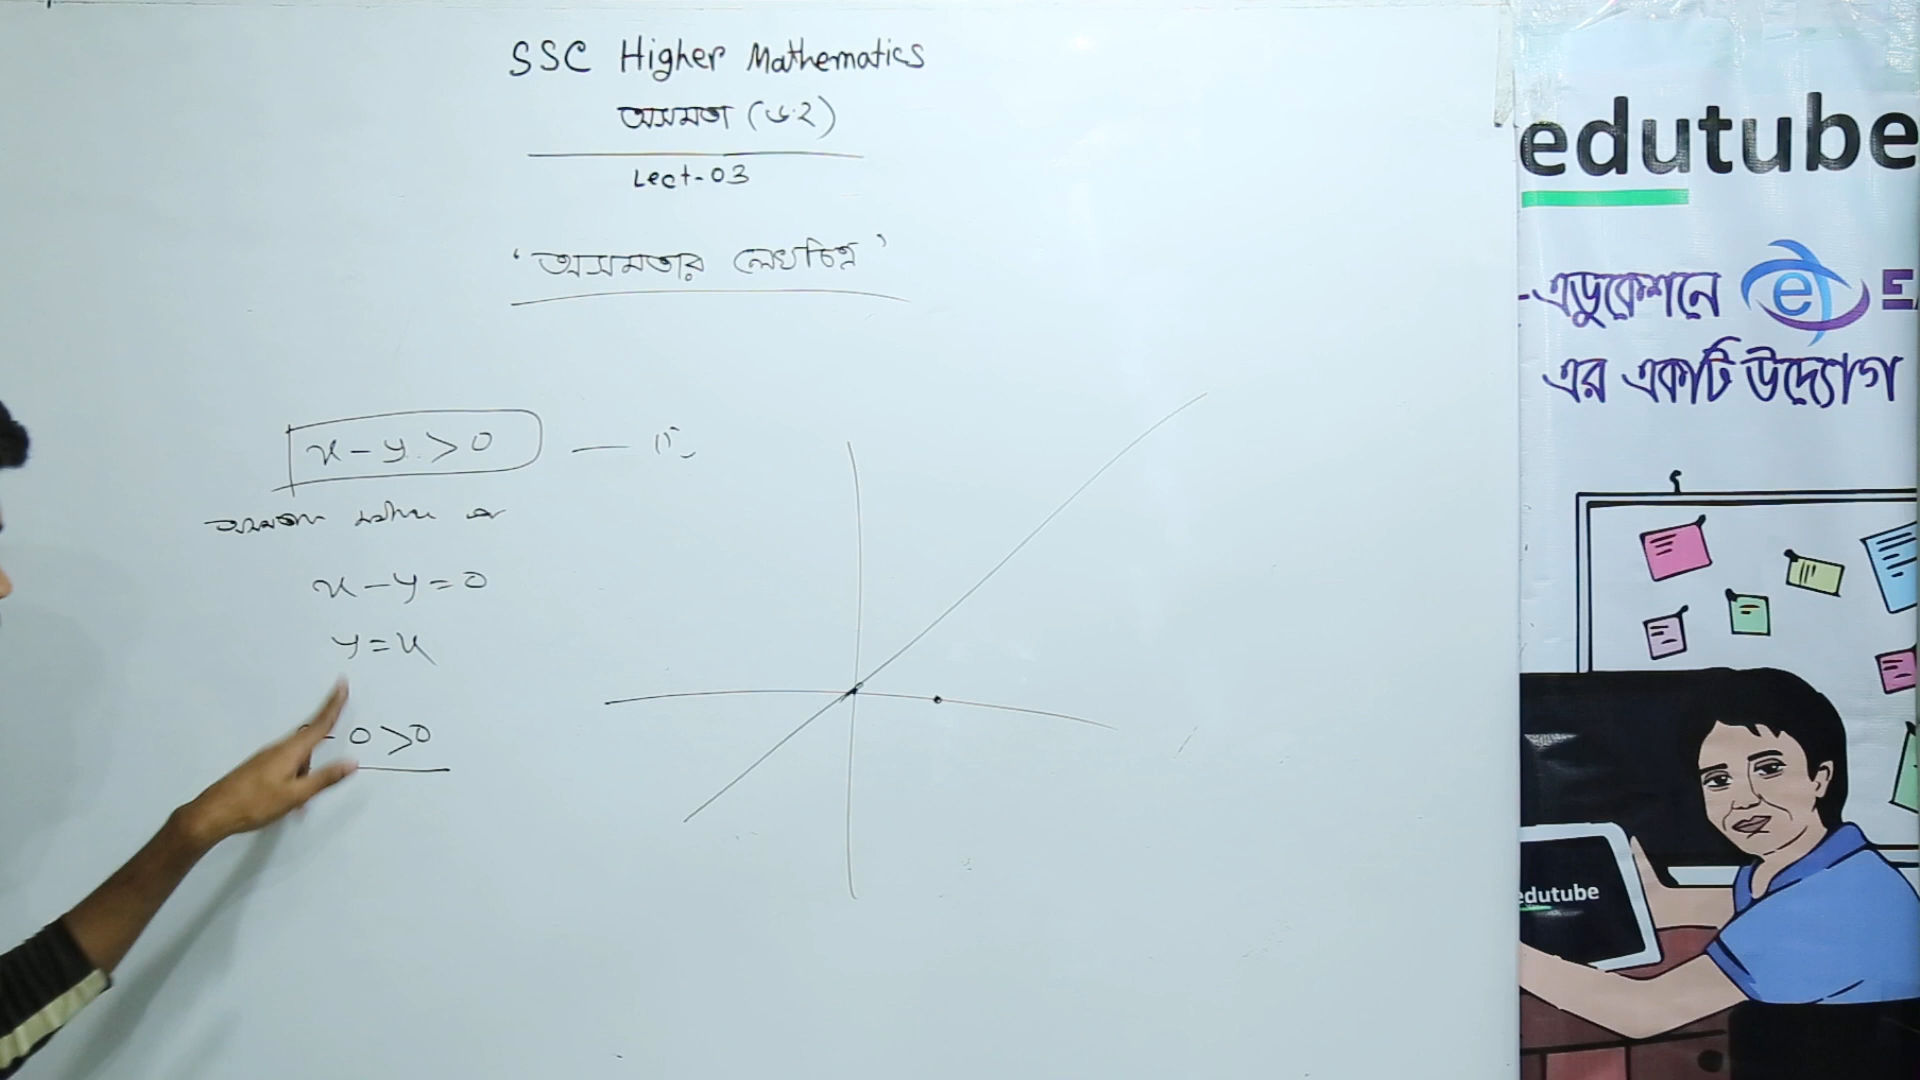 SSC Higher Mathematics
অসমতা (৬.২)
Lect-03
'অসমতার লেখচিত্র'
x - y > 0 — (i)
x - y = 0
y = x
- 0 > 0
edutube
-এডুকেশনে e
এর একটি উদ্যোগ
edutube